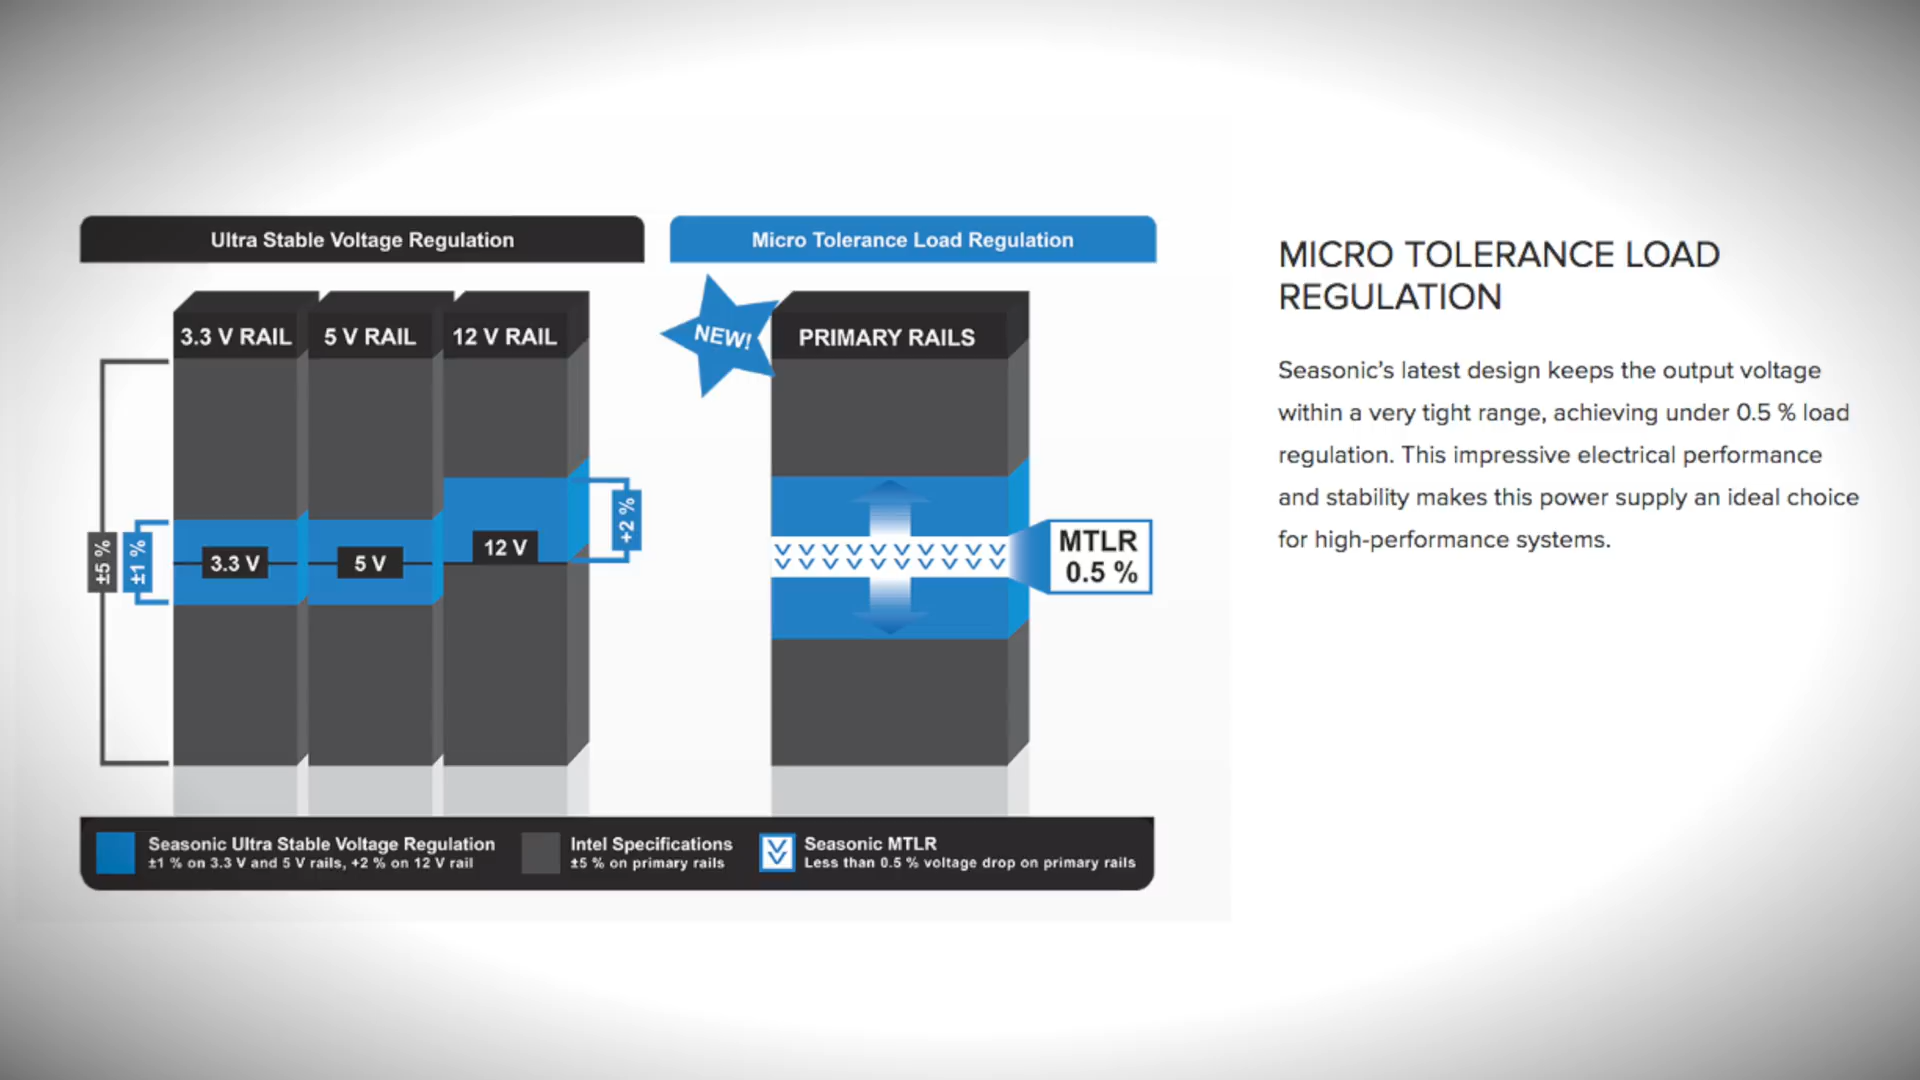 Ultra Stable Voltage Regulation
Micro Tolerance Load Regulation
3.3 V RAIL
5 V RAIL
12 V RAIL
NEW!
PRIMARY RAILS
±5 %
±1 %
3.3 V
5 V
12 V
+2 %
MTLR
0.5 %
Seasonic Ultra Stable Voltage Regulation
±1 % on 3.3 V and 5 V rails, +2 % on 12 V rail
Intel Specifications
±5 % on primary rails
Seasonic MTLR
Less than 0.5 % voltage drop on primary rails
MICRO TOLERANCE LOAD
REGULATION
Seasonic’s latest design keeps the output voltage
within a very tight range, achieving under 0.5 % load
regulation. This impressive electrical performance
and stability makes this power supply an ideal choice
for high-performance systems.